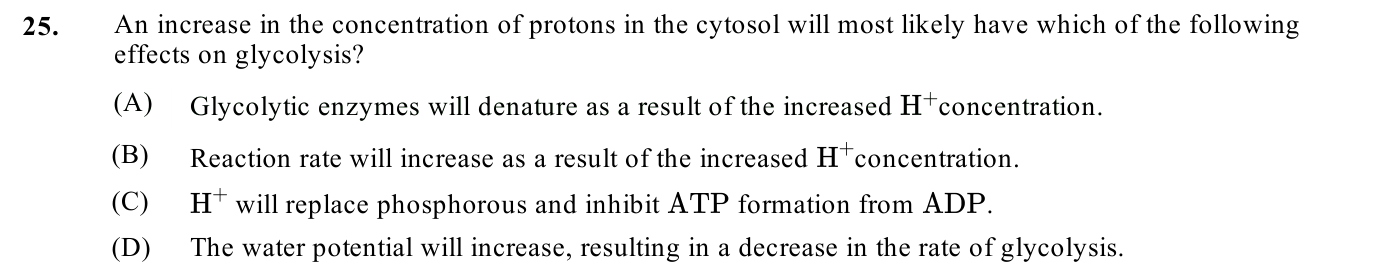 25. An increase in the concentration of protons in the cytosol will most likely have which of the following
effects on glycolysis?
(A) Glycolytic enzymes will denature as a result of the increased H⁺concentration.
(B) Reaction rate will increase as a result of the increased H⁺concentration.
(C) H⁺ will replace phosphorous and inhibit ATP formation from ADP.
(D) The water potential will increase, resulting in a decrease in the rate of glycolysis.